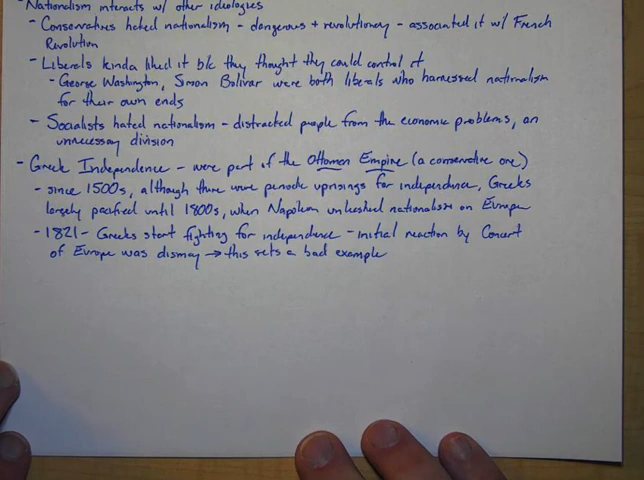 Nationalism interacts w/ other ideologies
- Conservatives hated nationalism - dangerous + revolutionary - associated it w/ French
Revolution
- Liberals kinda liked it b/c they thought they could control it
- George Washington, Simon Bolivar were both liberals who harnessed nationalism
for their own ends
- Socialists hated nationalism - distracted people from the economic problems, an
unnecessary division
- Greek Independence - were part of the Ottoman Empire (a conservative one)
- since 1500s, although there were periodic uprisings for independence, Greeks
largely pacified until 1800s, when Napoleon unleashed nationalism on Europe
- 1821 - Greeks start fighting for independence - initial reaction by Concert
of Europe was dismay → this sets a bad example